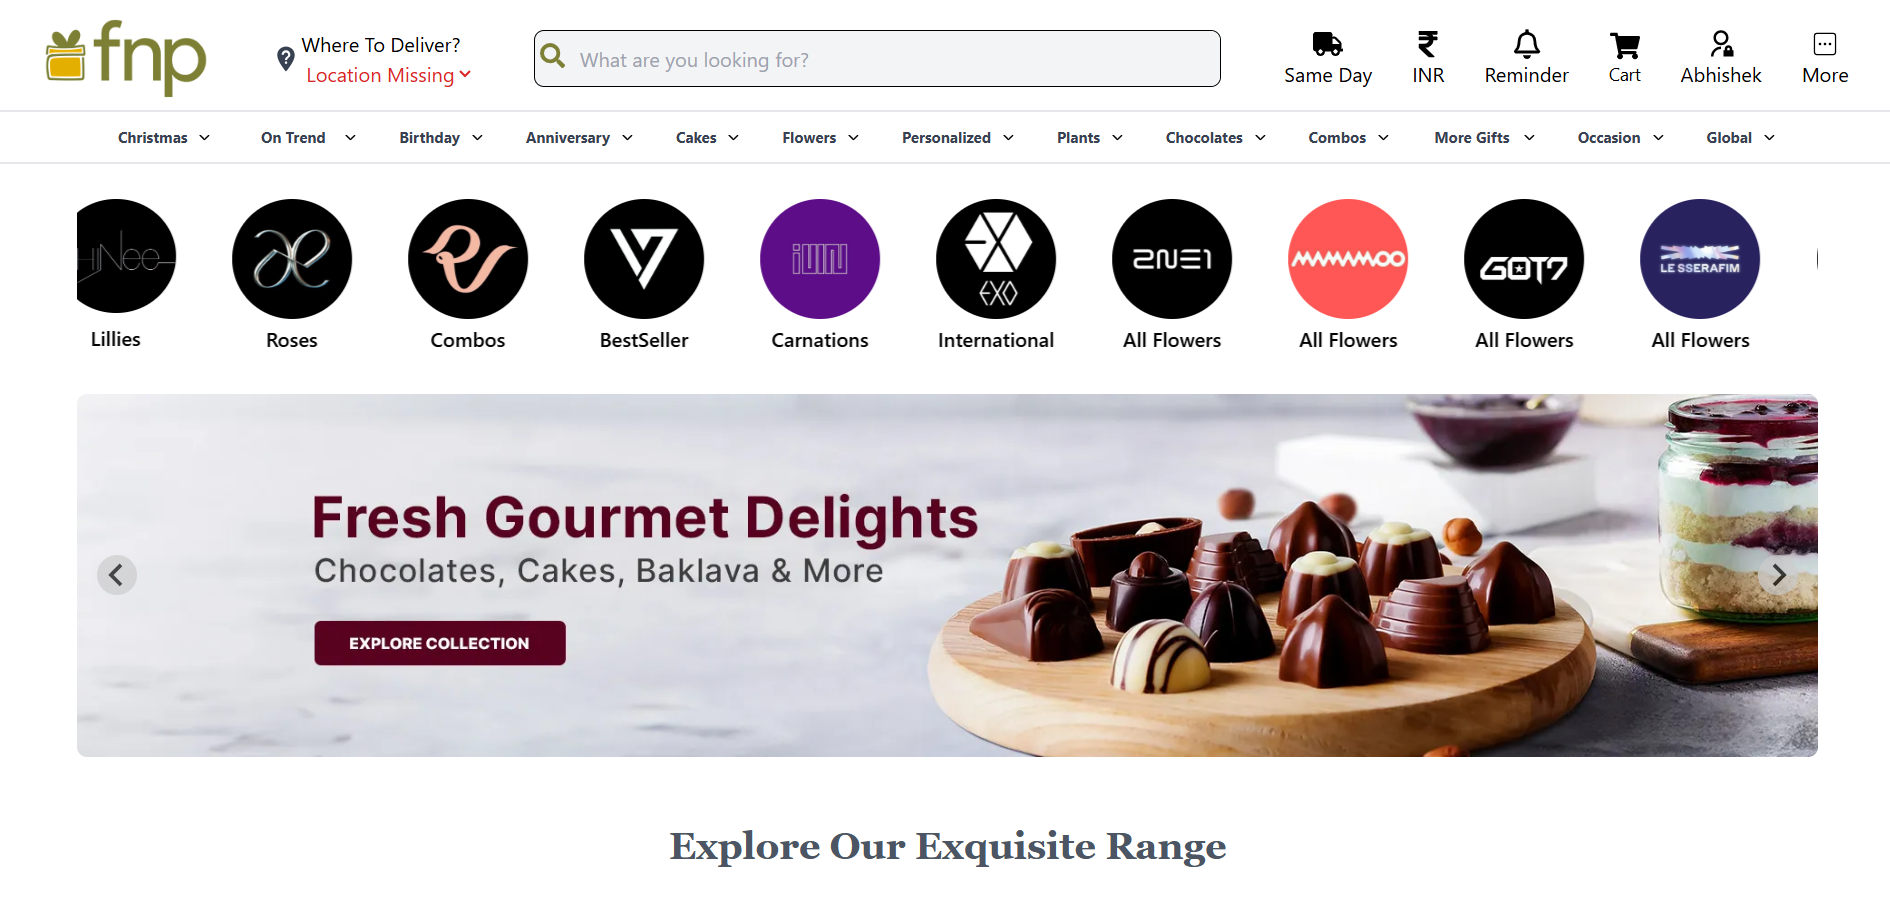 fnp
Where To Deliver?
Location Missing
What are you looking for?
Same Day
INR
Reminder
Cart
Abhishek
More
Christmas
On Trend
Birthday
Anniversary
Cakes
Flowers
Personalized
Plants
Chocolates
Combos
More Gifts
Occasion
Global
HINee
RV
EXO
2NE1
MAMAMOO
GOT7
LE SSERAFIM
Lillies
Roses
Combos
BestSeller
Carnations
International
All Flowers
All Flowers
All Flowers
All Flowers
Fresh Gourmet Delights
Chocolates, Cakes, Baklava & More
EXPLORE COLLECTION
Explore Our Exquisite Range